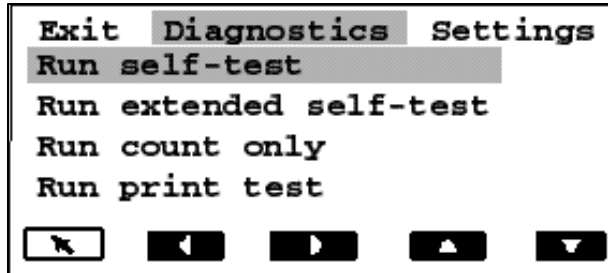 Exit Diagnostics Settings
Run self-test
Run extended self-test
Run count only
Run print test